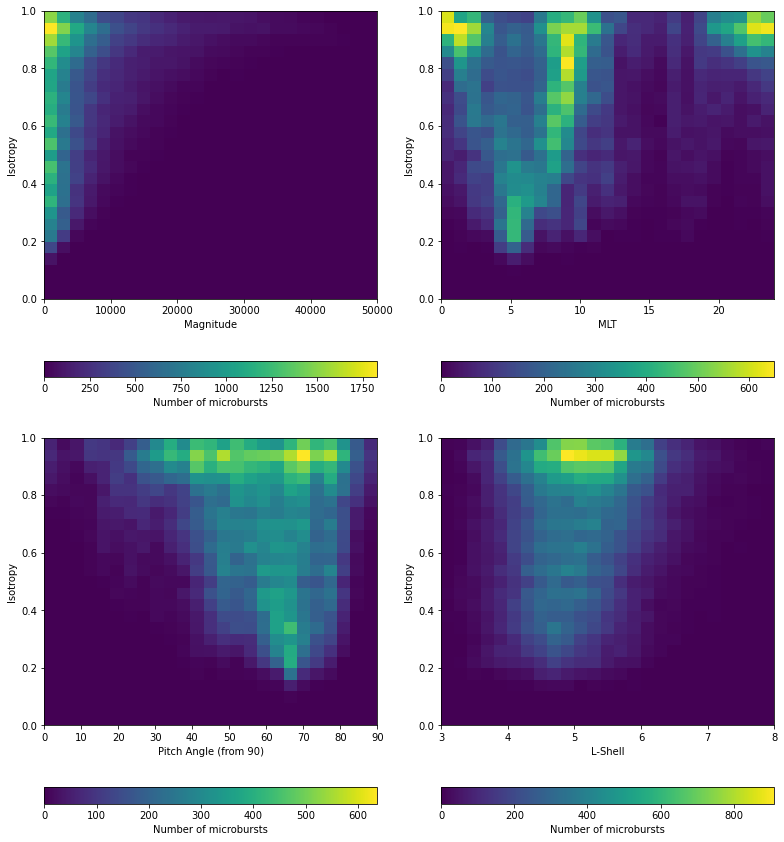 1.0
0.8
0.6
0.4
0.2
0.0
Isotropy
0 10000 20000 30000 40000 50000
Magnitude
0 250 500 750 1000 1250 1500 1750
Number of microbursts
1.0
0.8
0.6
0.4
0.2
0.0
Isotropy
0 5 10 15 20
MLT
0 100 200 300 400 500 600
Number of microbursts
1.0
0.8
0.6
0.4
0.2
0.0
Isotropy
0 10 20 30 40 50 60 70 80 90
Pitch Angle (from 90)
0 100 200 300 400 500 600
Number of microbursts
1.0
0.8
0.6
0.4
0.2
0.0
Isotropy
3 4 5 6 7 8
L-Shell
0 200 400 600 800
Number of microbursts